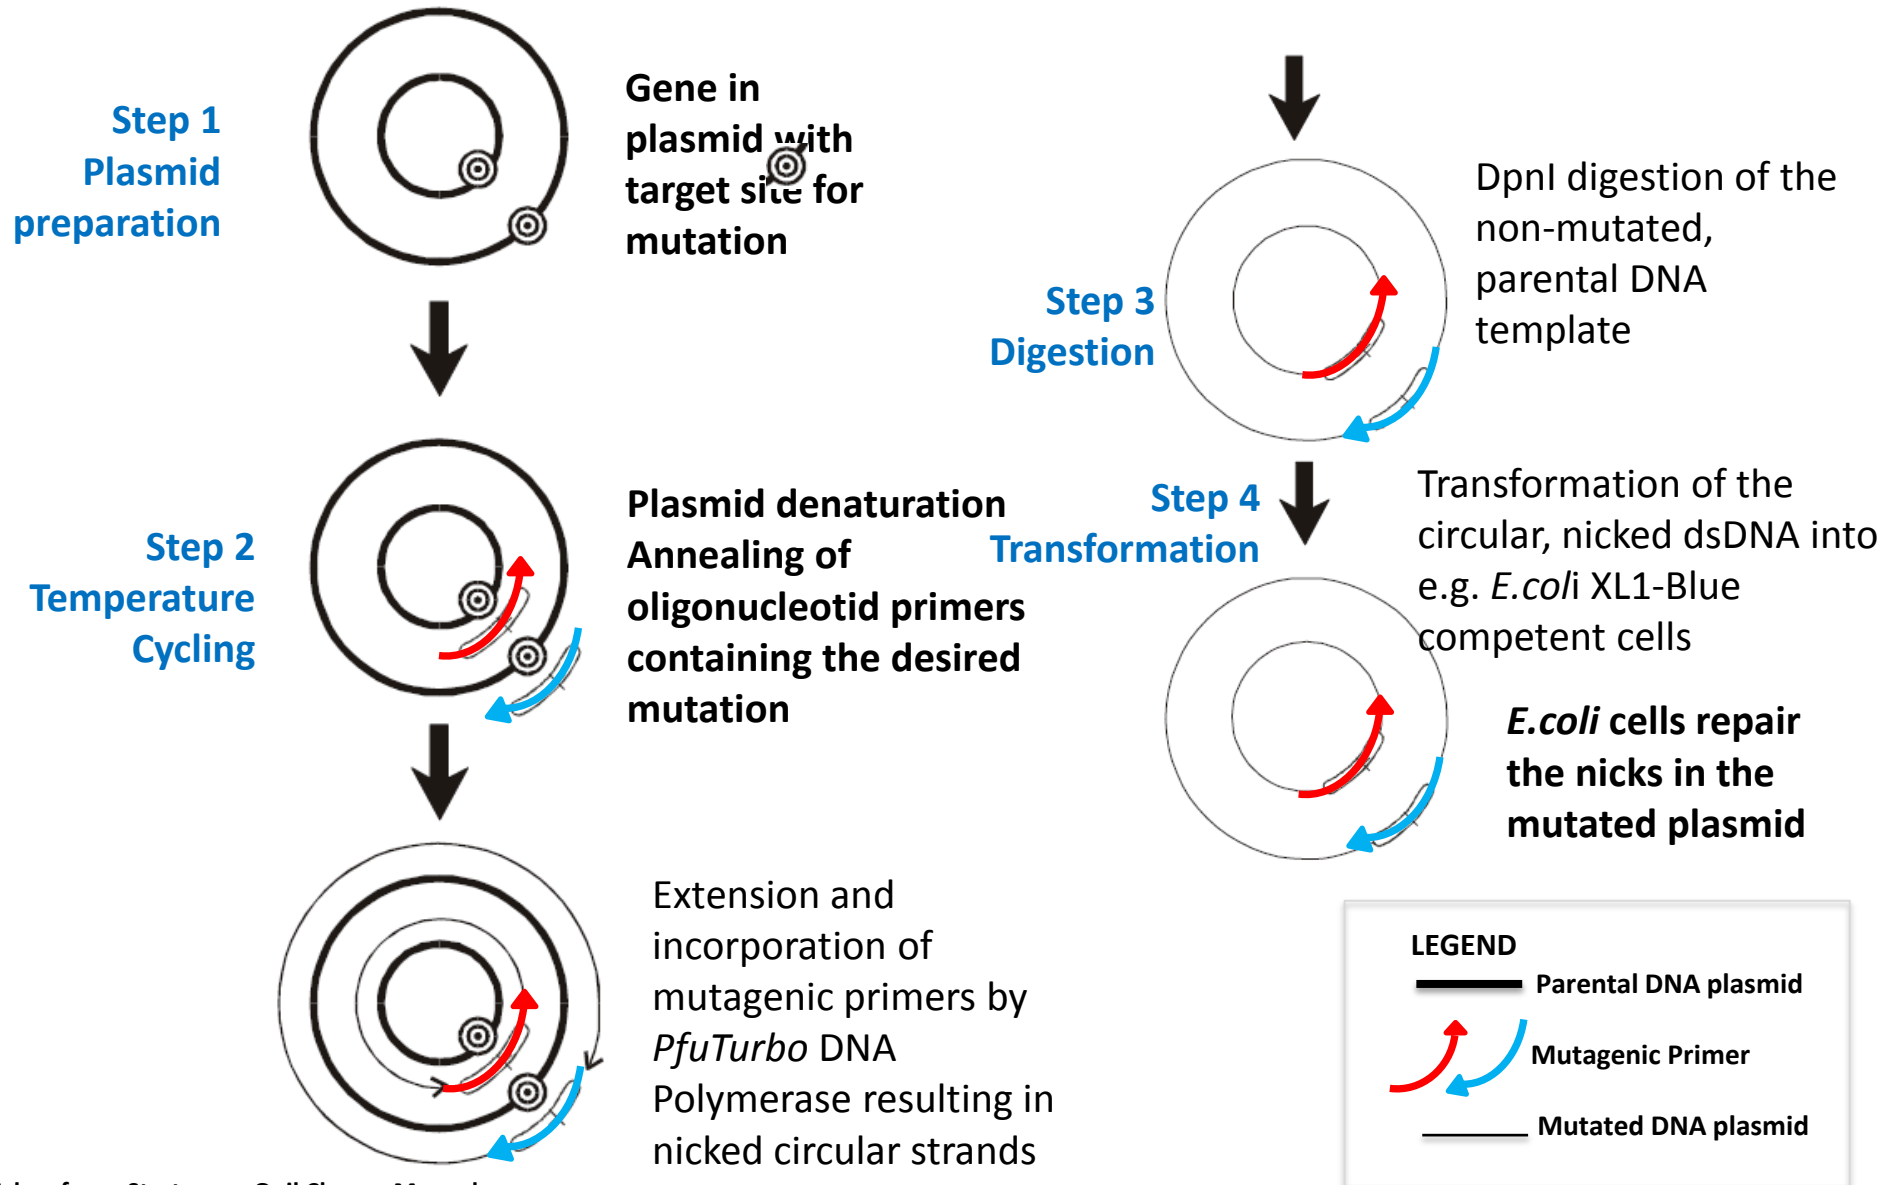 Step 1
Plasmid
preparation
Gene in
plasmid with
target site for
mutation
Step 2
Temperature
Cycling
Plasmid denaturation
Annealing of
oligonucleotid primers
containing the desired
mutation
Extension and
incorporation of
mutagenic primers by
PfuTurbo DNA
Polymerase resulting in
nicked circular strands
Step 3
Digestion
DpnI digestion of the
non-mutated,
parental DNA
template
Step 4
Transformation
Transformation of the
circular, nicked dsDNA into
e.g. E.coli XL1-Blue
competent cells
E.coli cells repair
the nicks in the
mutated plasmid
LEGEND
Parental DNA plasmid
Mutagenic Primer
Mutated DNA plasmid